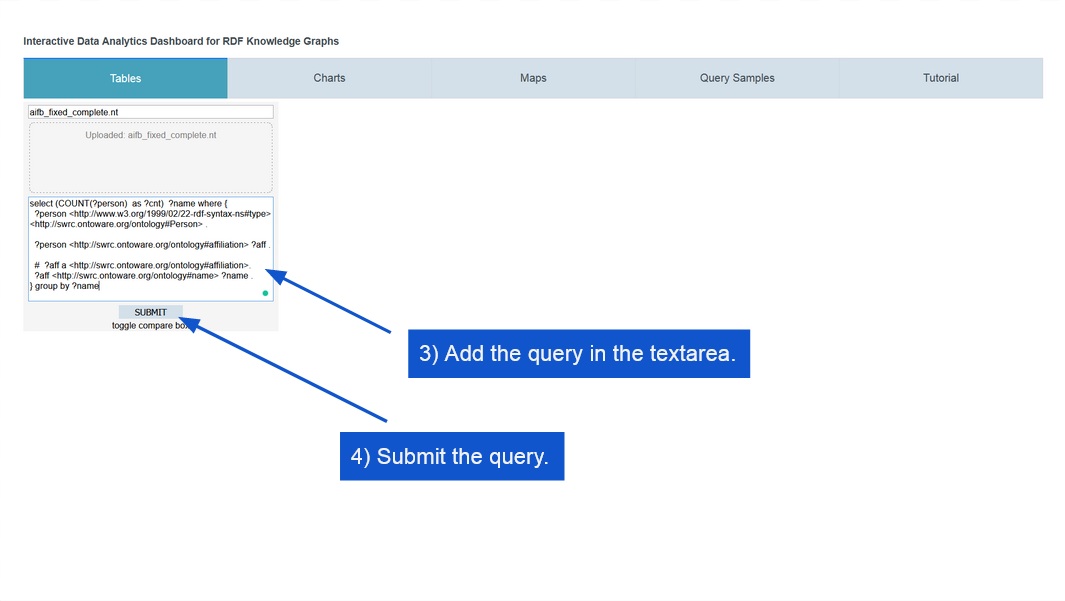 Interactive Data Analytics Dashboard for RDF Knowledge Graphs
Tables Charts Maps Query Samples Tutorial
aifb_fixed_complete.nt
Uploaded: aifb_fixed_complete.nt
select (COUNT(?person)  as ?cnt)  ?name where {
?person <http://www.w3.org/1999/02/22-rdf-syntax-ns#type>
<http://swrc.ontoware.org/ontology#Person> .
?person <http://swrc.ontoware.org/ontology#affiliation> ?aff .
#  ?aff a <http://swrc.ontoware.org/ontology#affiliation>.
?aff <http://swrc.ontoware.org/ontology#name> ?name .
} group by ?name
SUBMIT
toggle compare box
3) Add the query in the textarea.
4) Submit the query.